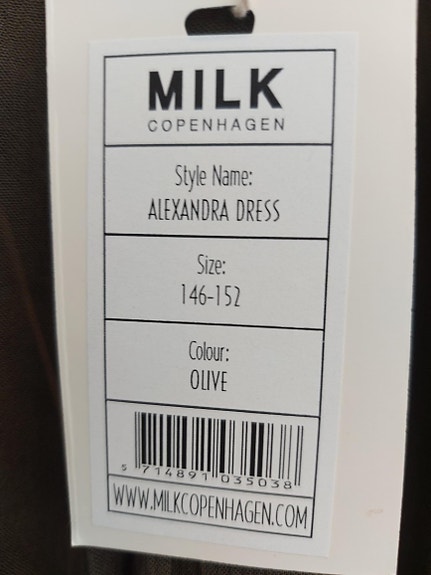 MILK
COPENHAGEN
Style Name:
ALEXANDRA DRESS
Size:
146-152
Colour:
OLIVE
5 714891 035038
WWW.MILKCOPENHAGEN.COM